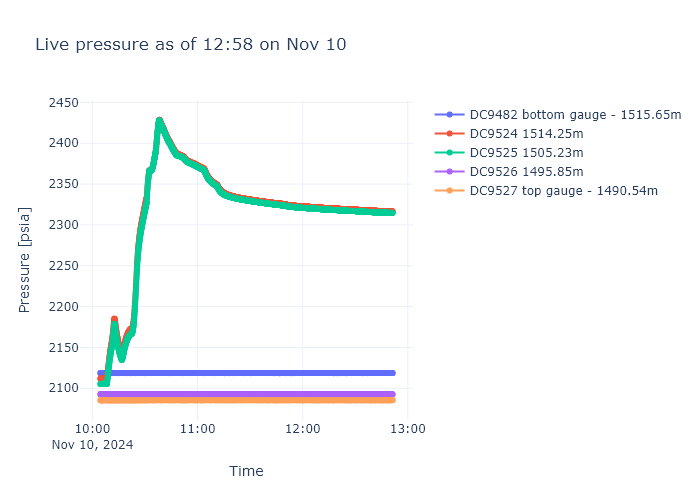 Live pressure as of 12:58 on Nov 10
2450
2400
2350
2300
2250
2200
2150
2100
Pressure [psia]
10:00
11:00
12:00
13:00
Nov 10, 2024
Time
DC9482 bottom gauge - 1515.65m
DC9524 1514.25m
DC9525 1505.23m
DC9526 1495.85m
DC9527 top gauge - 1490.54m